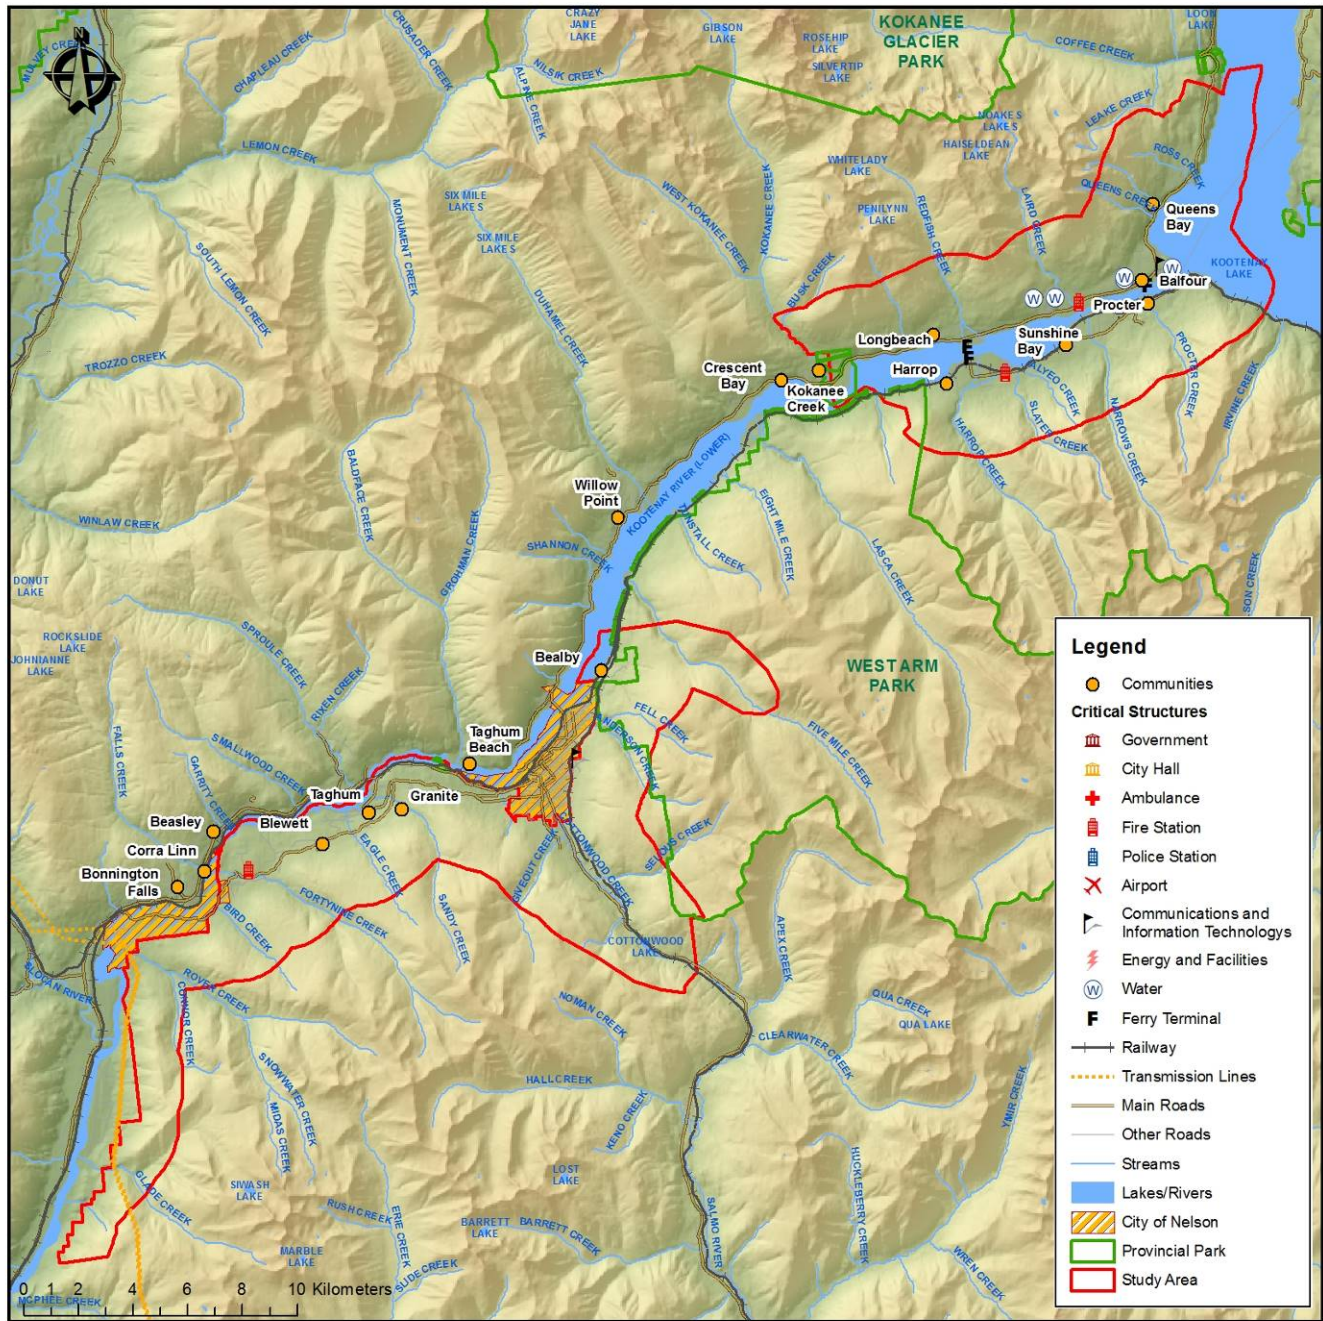 N
MULVEY CREEK
CHAPLEAU CREEK
CRUSADER CREEK
CRAZY
JANE
LAKE
GIBSON
LAKE
ROSEHIP
LAKE
SILVERTIP
LAKE
KOKANEE
GLACIER
PARK
COFFEE CREEK
LOON
LAKE
NILSIK CREEK
ALPINE CREEK
LEMON CREEK
NOAKES
LAKES
LEAKE CREEK
HAISELDEAN
LAKE
ROSS CREEK
WHITELADY
LAKE
QUEENS CREEK
Queens
Bay
SIX MILE
LAKES
SIX MILE
LAKES
MONUMENT CREEK
WEST KOKANEE CREEK
KOKANEE CREEK
PENILYNN
LAKE
REDFISH CREEK
LAIRD CREEK
SOUTH LEMON CREEK
BUSK CREEK
KOOTENAY
LAKE
W
W
W
W
Balfour
Procter
DUHAMEL CREEK
TROZZO CREEK
Longbeach
Sunshine
Bay
Crescent
Bay
Kokanee
Creek
Harrop
F
F
PROCTER CREEK
IRVINE CREEK
ALYEO CREEK
SLATER CREEK
NARROWS CREEK
HARROP CREEK
BALDFACE CREEK
KOOTENAY RIVER (LOWER)
Willow
Point
WINLAW CREEK
GROHMAN CREEK
SHANNON CREEK
TUNSTALL CREEK
EIGHT MILE CREEK
LASCA CREEK
DONUT
LAKE
ROCKSLIDE
LAKE
JOHNIANNE
LAKE
SPROULE CREEK
RIXEN CREEK
Bealby
WEST ARM
PARK
FALLS CREEK
SMALLWOOD CREEK
GARRITY CREEK
Taghum
Beach
FELL CREEK
ANDERSON CREEK
FIVE MILE CREEK
Taghum
Granite
Beasley
Blewett
Corra Linn
Bonnington
Falls
EAGLE CREEK
GIVEOUT CREEK
COTTONWOOD CREEK
SELOUS CREEK
FORTYNINE CREEK
SANDY CREEK
BIRD CREEK
COTTONWOOD
LAKE
APEX CREEK
SLOCAN RIVER
ROVER CREEK
CONNOR CREEK
NOMAN CREEK
QUA CREEK
QUA LAKE
CLEARWATER CREEK
SNOWWATER CREEK
MIDAS CREEK
HALL CREEK
KENO CREEK
YMIR CREEK
HUCKLEBERRY CREEK
GLADE CREEK
SIWASH
LAKE
LOST
LAKE
RUSH CREEK
ERIE CREEK
BARRETT
LAKE
BARRETT CREEK
SALMO RIVER
MARBLE
LAKE
SLIDE CREEK
WREN CREEK
MCPHEE CREEK
0 1 2 4 6 8 10 Kilometers
Legend
Communities
Critical Structures
Government
City Hall
Ambulance
Fire Station
Police Station
Airport
Communications and
Information Technologys
Energy and Facilities
W Water
F Ferry Terminal
Railway
Transmission Lines
Main Roads
Other Roads
Streams
Lakes/Rivers
City of Nelson
Provincial Park
Study Area